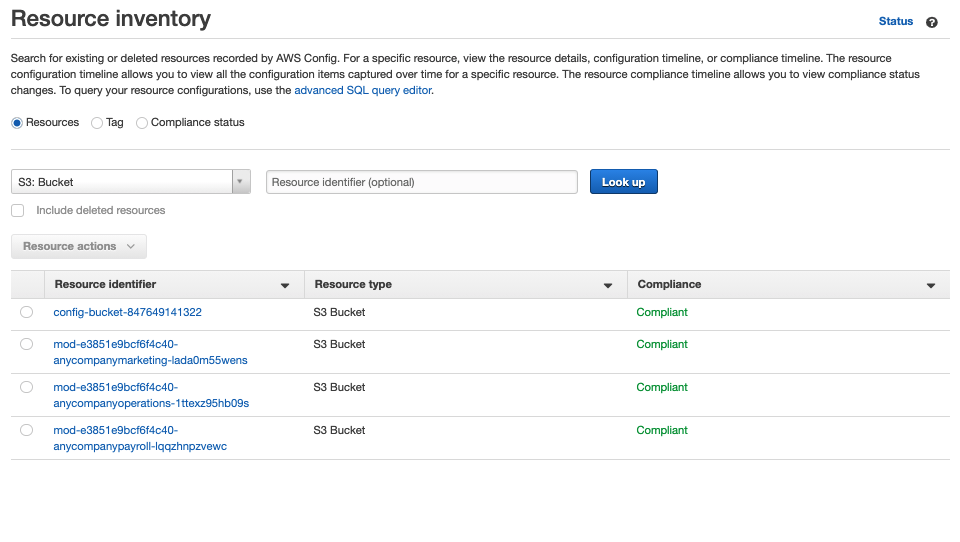 Resource inventory
Status
Search for existing or deleted resources recorded by AWS Config. For a specific resource, view the resource details, configuration timeline, or compliance timeline. The resource
configuration timeline allows you to view all the configuration items captured over time for a specific resource. The resource compliance timeline allows you to view compliance status
changes. To query your resource configurations, use the advanced SQL query editor.
Resources Tag Compliance status
S3: Bucket Resource identifier (optional) Look up
Include deleted resources
Resource actions
Resource identifier Resource type Compliance
config-bucket-847649141322 S3 Bucket Compliant
mod-e3851e9bcf6f4c40- S3 Bucket Compliant
anycompanymarketing-lada0m55wens
mod-e3851e9bcf6f4c40- S3 Bucket Compliant
anycompanyoperations-1ttexz95hb09s
mod-e3851e9bcf6f4c40- S3 Bucket Compliant
anycompanypayroll-lqqzhnpzvewc